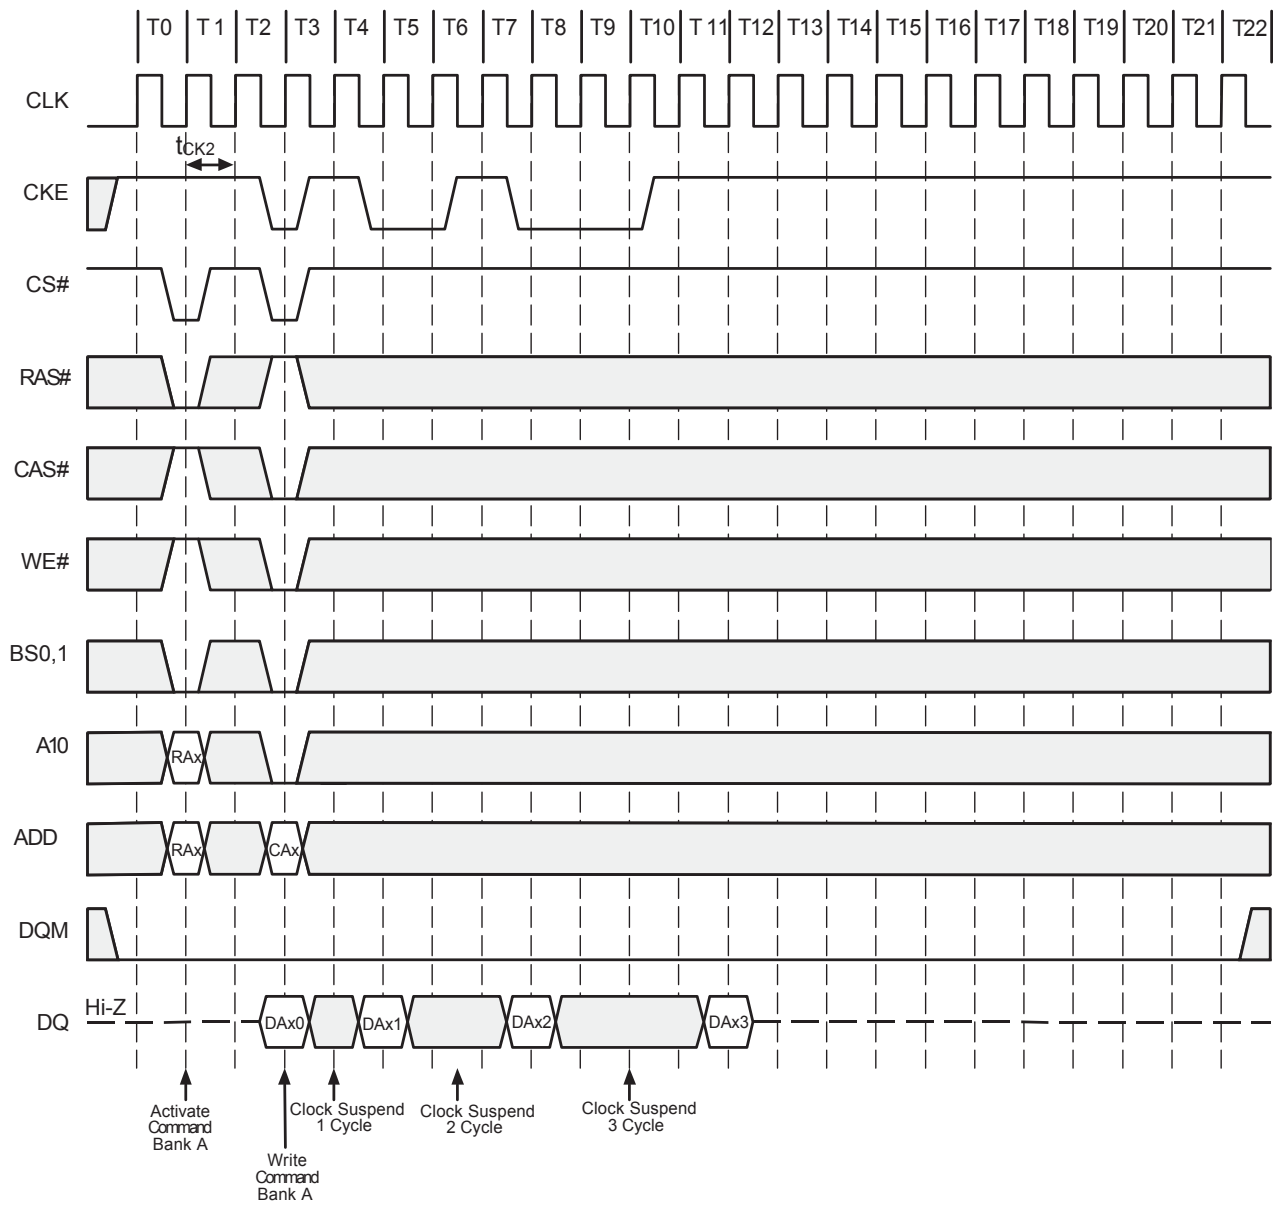 T0 T1 T2 T3 T4 T5 T6 T7 T8 T9 T10 T11 T12 T13 T14 T15 T16 T17 T18 T19 T20 T21 T22
CLK
tCK2
CKE
CS#
RAS#
CAS#
WE#
BS0,1
A10 RAx
ADD RAx CAx
DQM
Hi-Z
DQ DAx0 DAx1 DAx2 DAx3
Activate
Command
Bank A
Write
Command
Bank A
Clock Suspend
1 Cycle
Clock Suspend
2 Cycle
Clock Suspend
3 Cycle